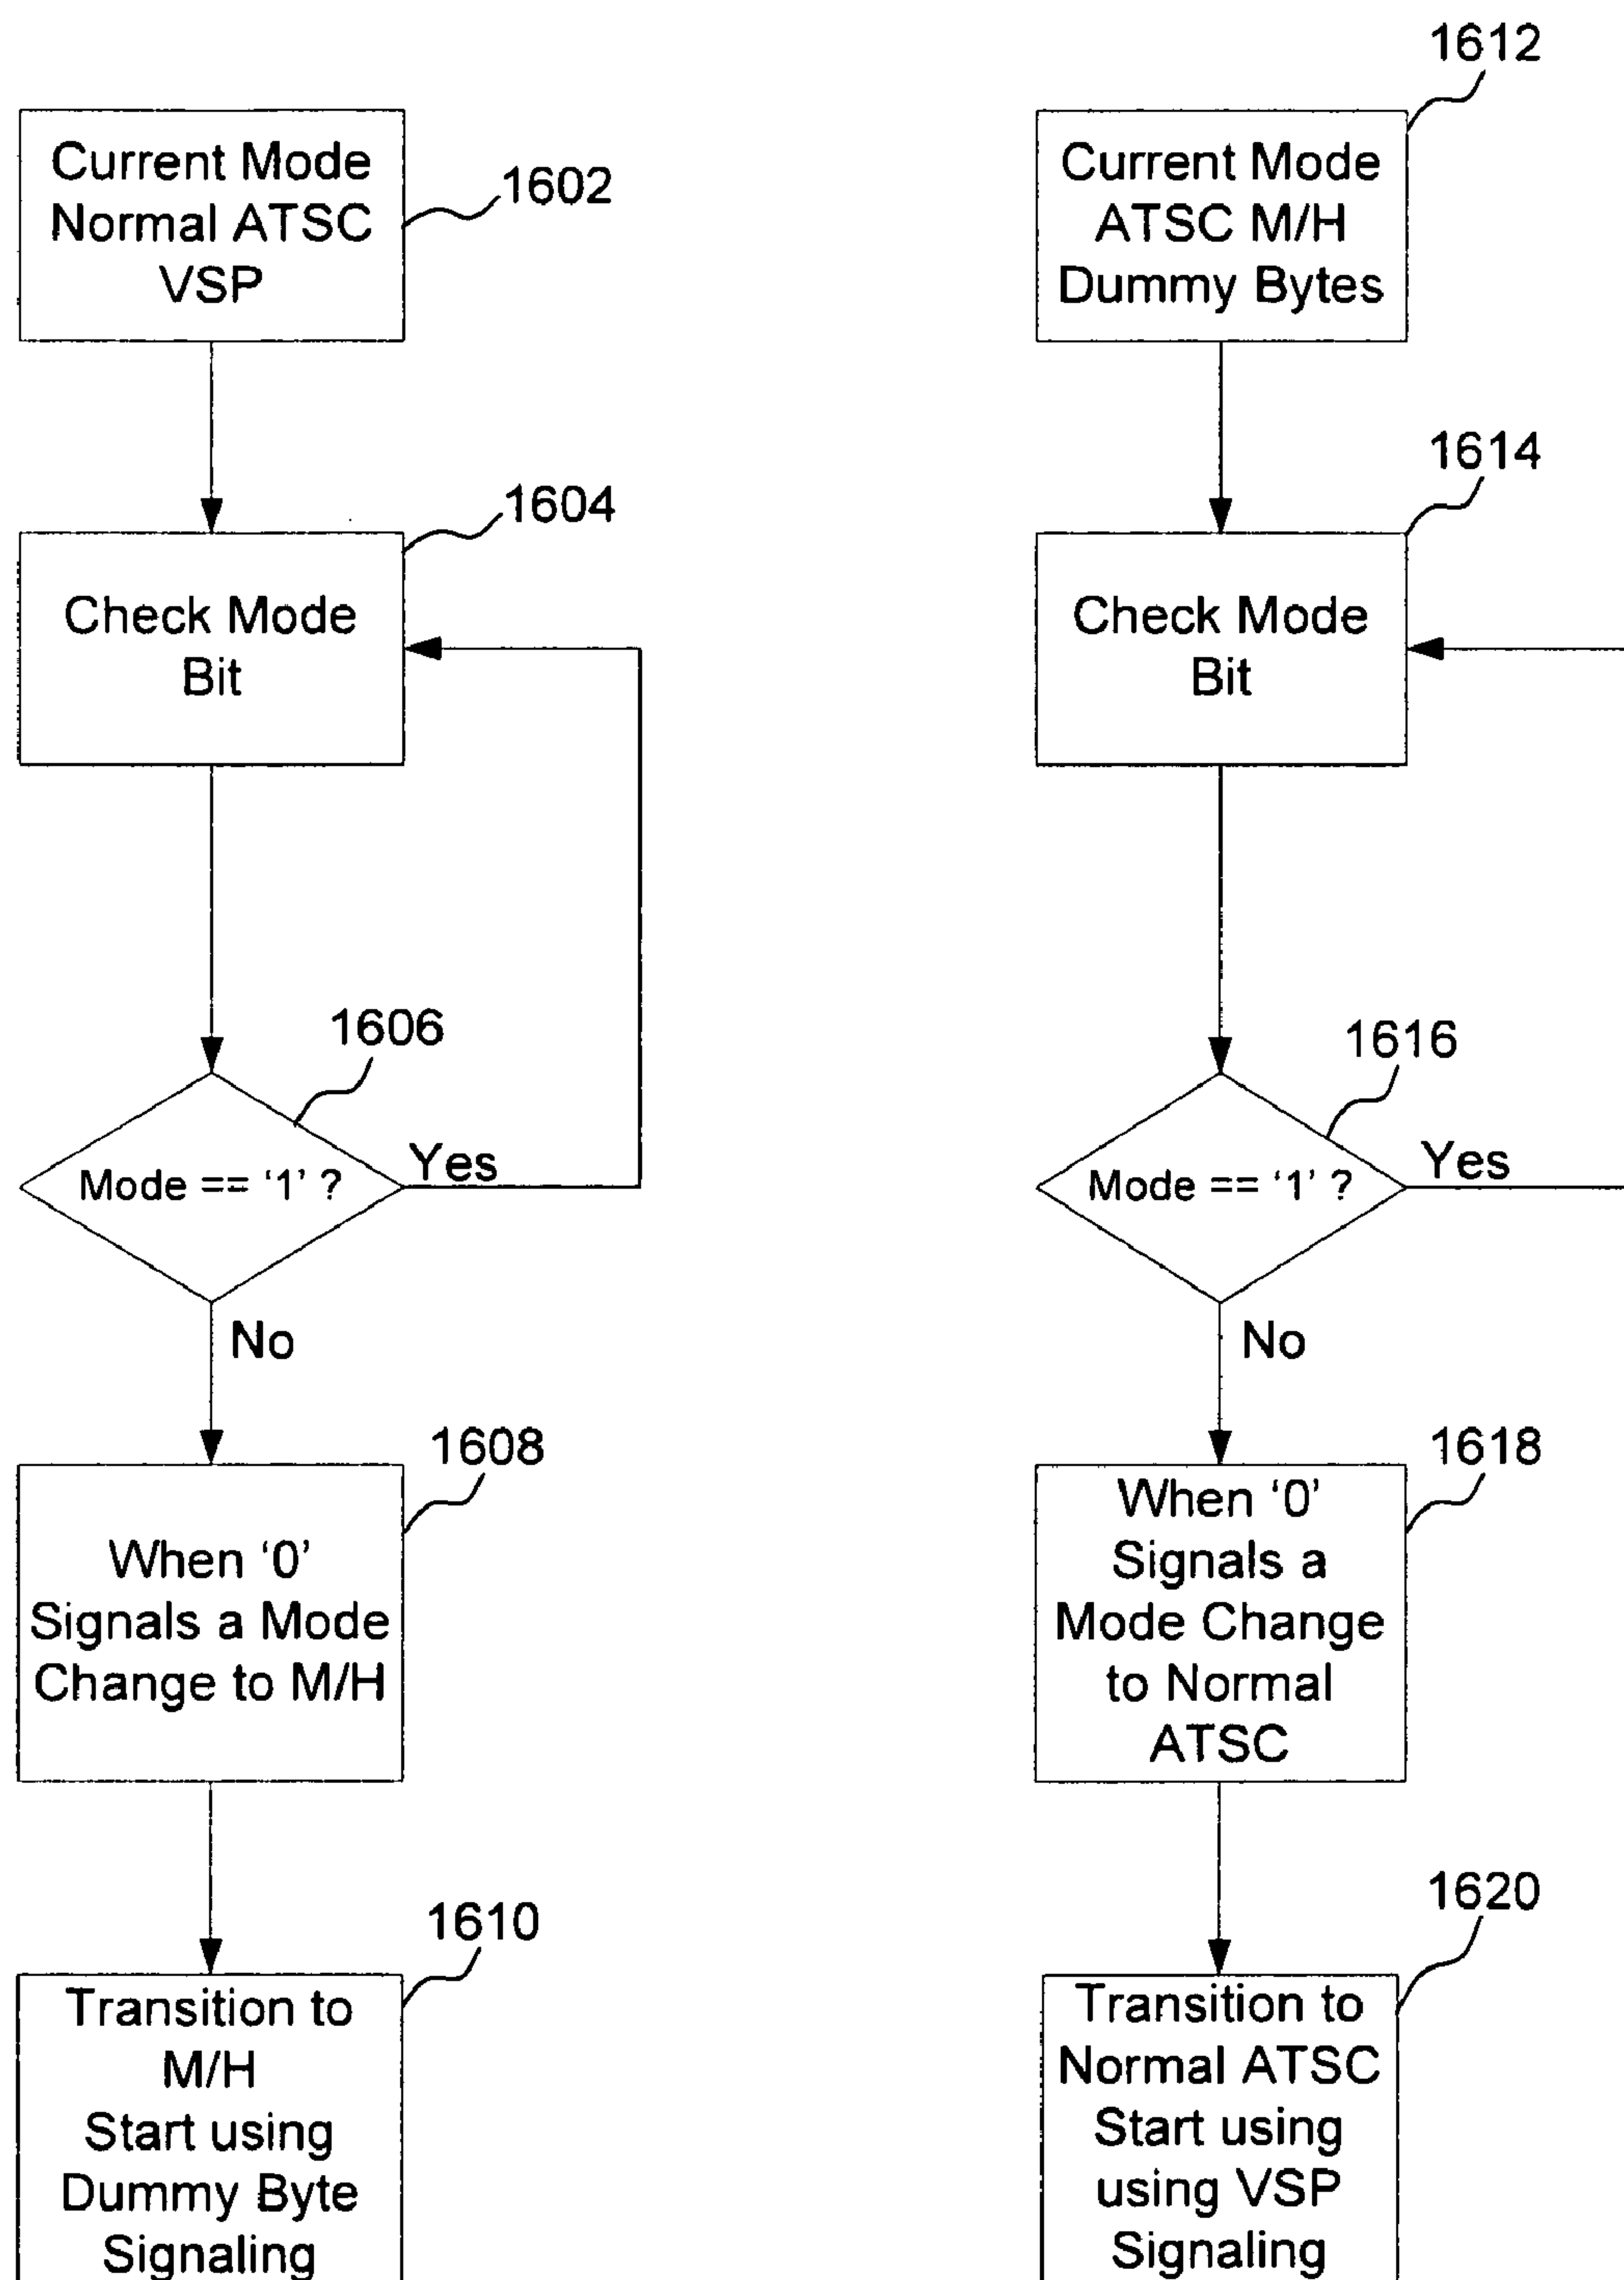 Current Mode
Normal ATSC
VSP
1602
Check Mode
Bit
1604
Mode == ‘1’ ?
1606
Yes
No
When ‘0’
Signals a Mode
Change to M/H
1608
Transition to
M/H
Start using
Dummy Byte
Signaling
1610
Current Mode
ATSC M/H
Dummy Bytes
1612
Check Mode
Bit
1614
Mode == ‘1’ ?
1616
Yes
No
When ‘0’
Signals a
Mode Change
to Normal
ATSC
1618
Transition to
Normal ATSC
Start using
using VSP
Signaling
1620